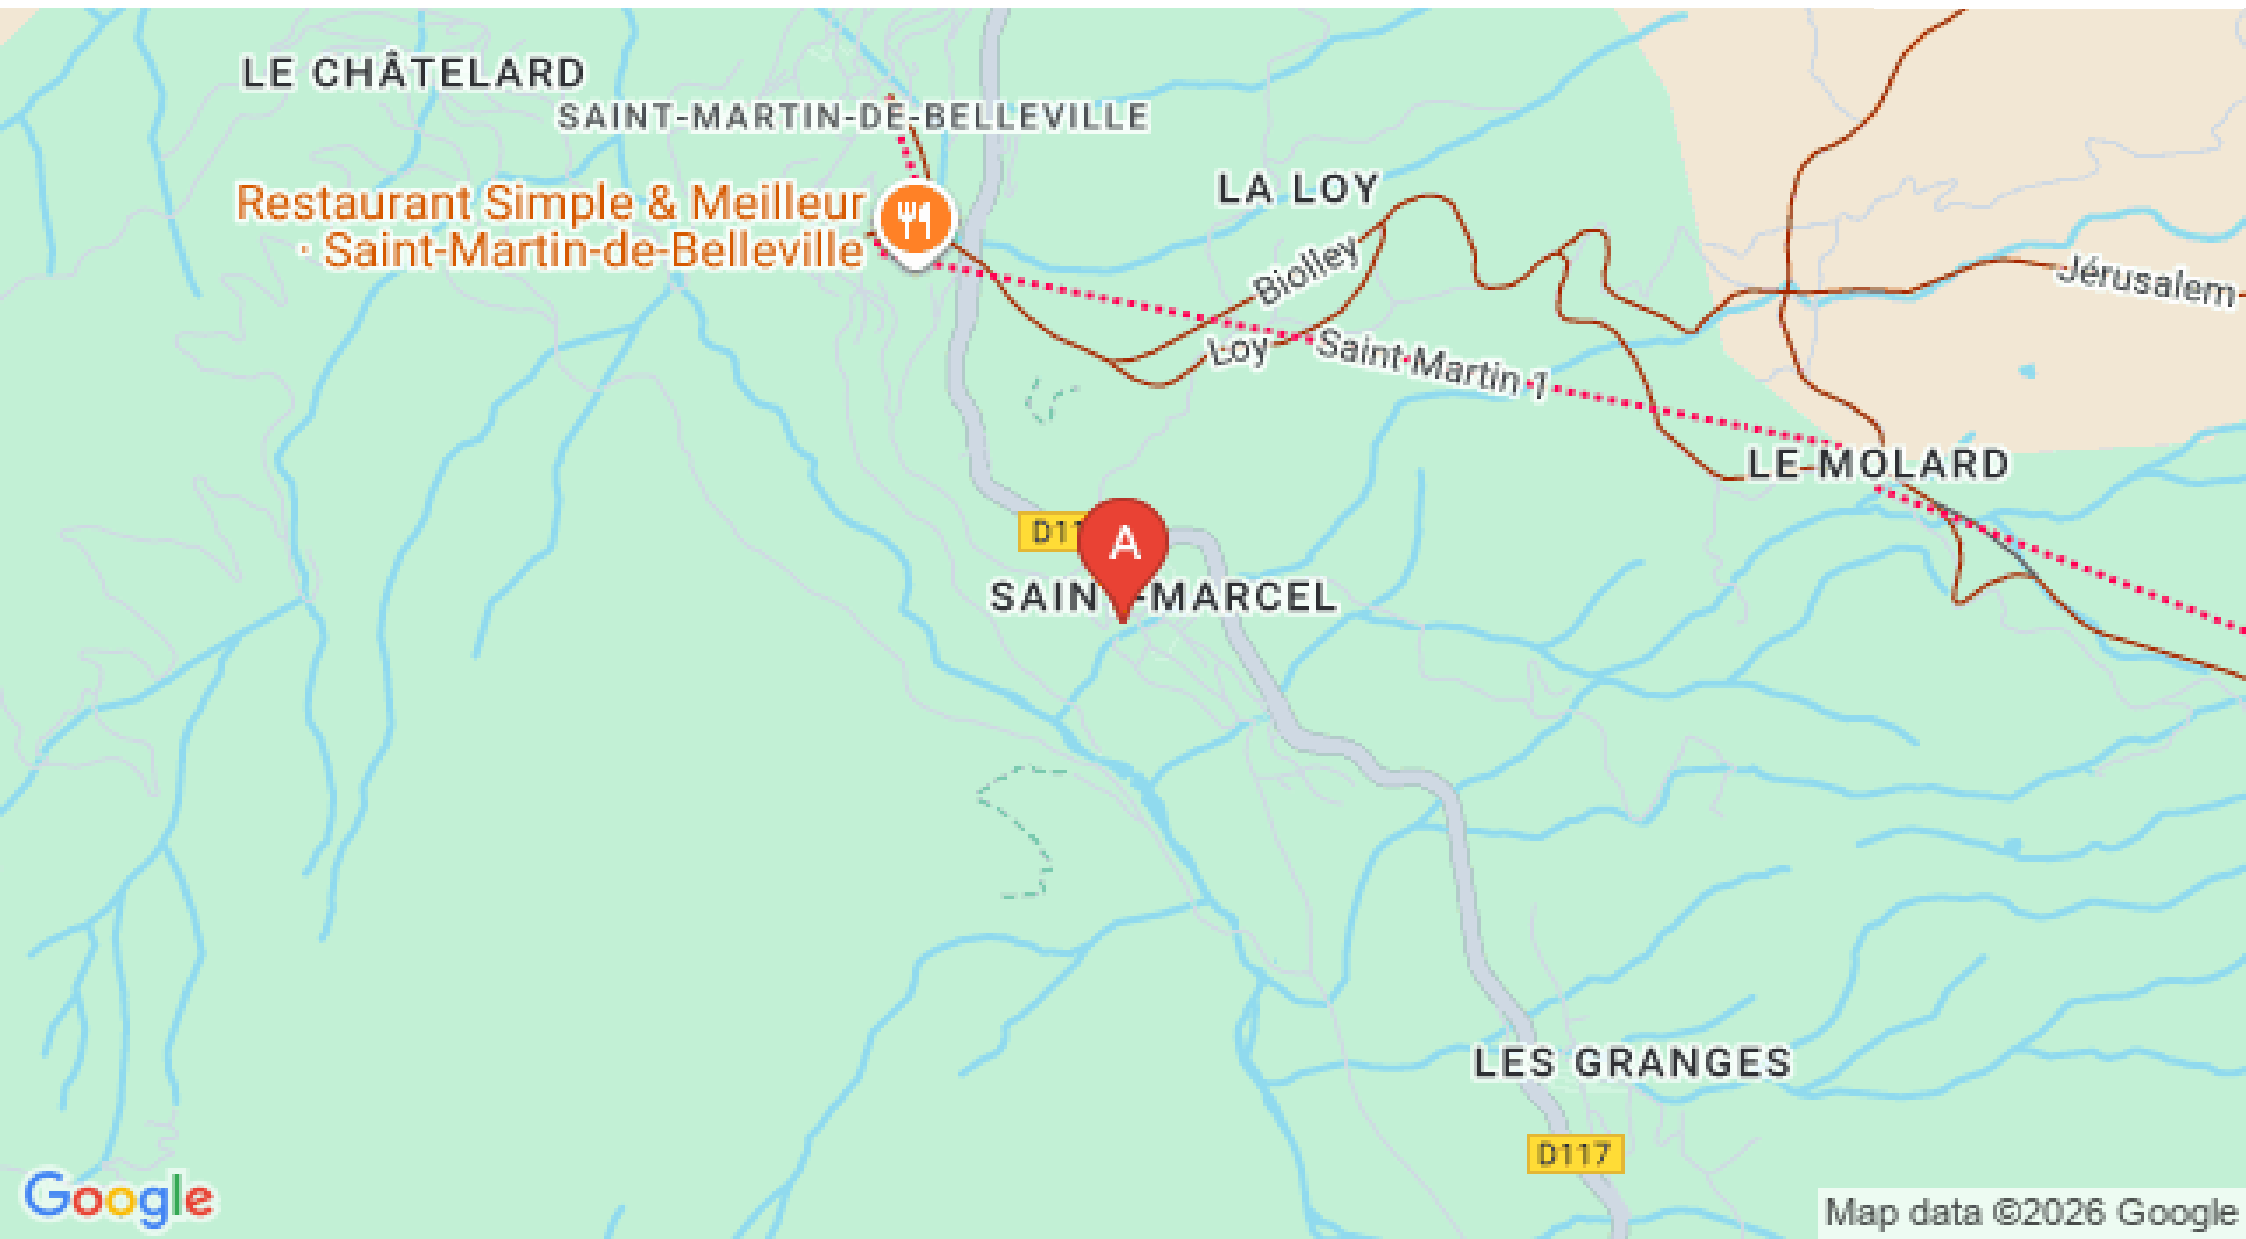 LE CHÂTELARD
SAINT-MARTIN-DE-BELLEVILLE
LA LOY
Restaurant Simple & Meilleur
· Saint-Martin-de-Belleville
Biolley
Jérusalem
Loy
Saint-Martin 1
LE MOLARD
D11
A
SAINT-MARCEL
LES GRANGES
D117
Google
Map data ©2026 Google